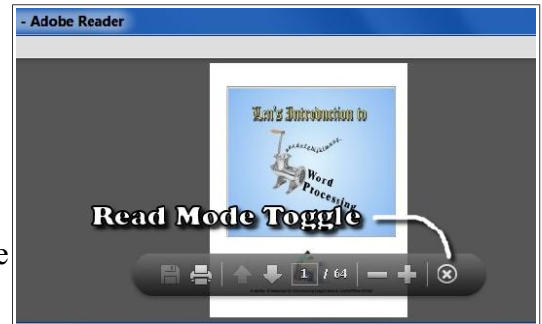 - Adobe Reader
Len's Introduction to
Word
Processing
Read Mode Toggle
e
1 / 64